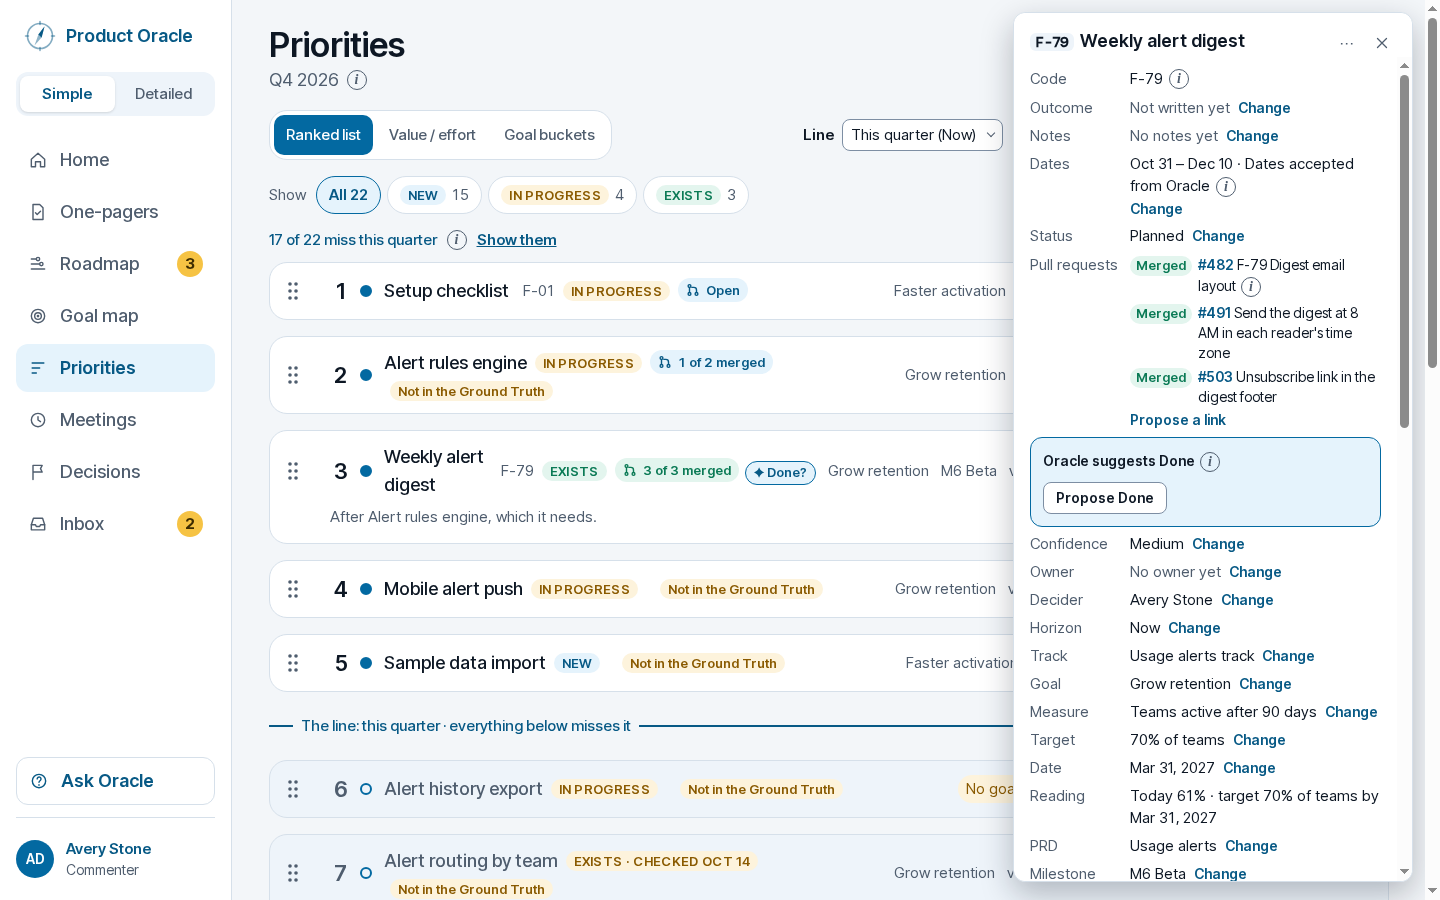 Product Oracle
Simple
Detailed
Home
One-pagers
Roadmap 3
Goal map
Priorities
Meetings
Decisions
Inbox 2
Ask Oracle
AD
Avery Stone
Commenter
Priorities
Q4 2026 i
Ranked list
Value / effort
Goal buckets
Line This quarter (Now)
Show All 22 NEW 15 IN PROGRESS 4 EXISTS 3
17 of 22 miss this quarter i Show them
1 Setup checklist F-01 IN PROGRESS Open Faster activation
2 Alert rules engine IN PROGRESS 1 of 2 merged Grow retention
Not in the Ground Truth
3 Weekly alert digest F-79 EXISTS 3 of 3 merged ✦ Done? Grow retention M6 Beta
After Alert rules engine, which it needs.
4 Mobile alert push IN PROGRESS Not in the Ground Truth Grow retention
5 Sample data import NEW Not in the Ground Truth Faster activation
The line: this quarter · everything below misses it
6 Alert history export IN PROGRESS Not in the Ground Truth No goa
7 Alert routing by team EXISTS · CHECKED OCT 14 Grow retention
Not in the Ground Truth
F-79 Weekly alert digest ...
Code F-79 i
Outcome Not written yet Change
Notes No notes yet Change
Dates Oct 31 – Dec 10 · Dates accepted
from Oracle i
Change
Status Planned Change
Pull requests Merged #482 F-79 Digest email
layout i
Merged #491 Send the digest at 8
AM in each reader's time
zone
Merged #503 Unsubscribe link in the
digest footer
Propose a link
Oracle suggests Done i
Propose Done
Confidence Medium Change
Owner No owner yet Change
Decider Avery Stone Change
Horizon Now Change
Track Usage alerts track Change
Goal Grow retention Change
Measure Teams active after 90 days Change
Target 70% of teams Change
Date Mar 31, 2027 Change
Reading Today 61% · target 70% of teams by
Mar 31, 2027
PRD Usage alerts Change
Milestone M6 Beta Change